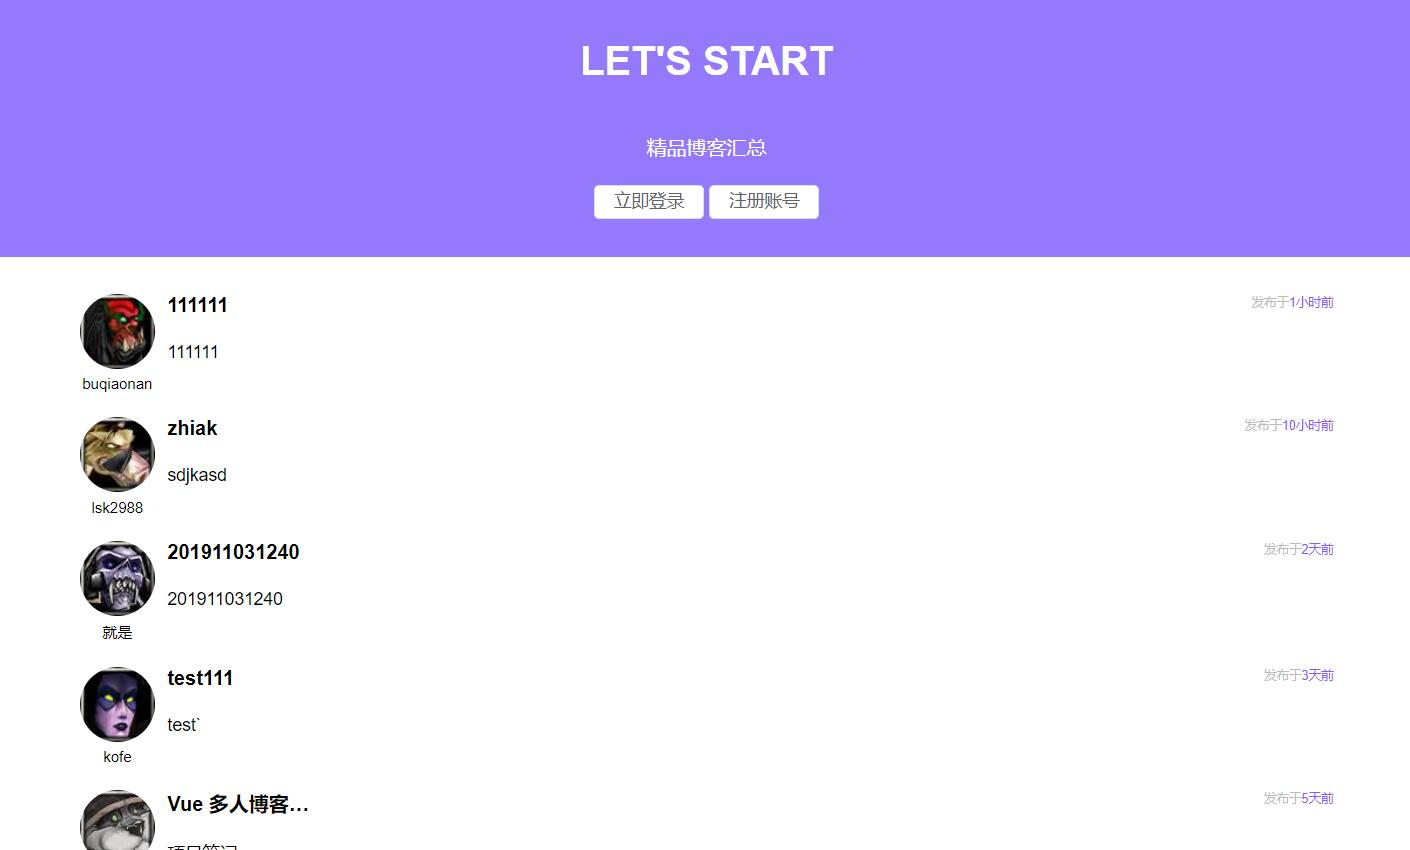 LET'S START
精品博客汇总
立即登录 注册账号
111111 发布于1小时前
111111
buqiaonan
zhiak 发布于10小时前
sdjkasd
lsk2988
201911031240 发布于2天前
201911031240
就是
test111 发布于3天前
test`
kofe
Vue 多人博客… 发布于5天前